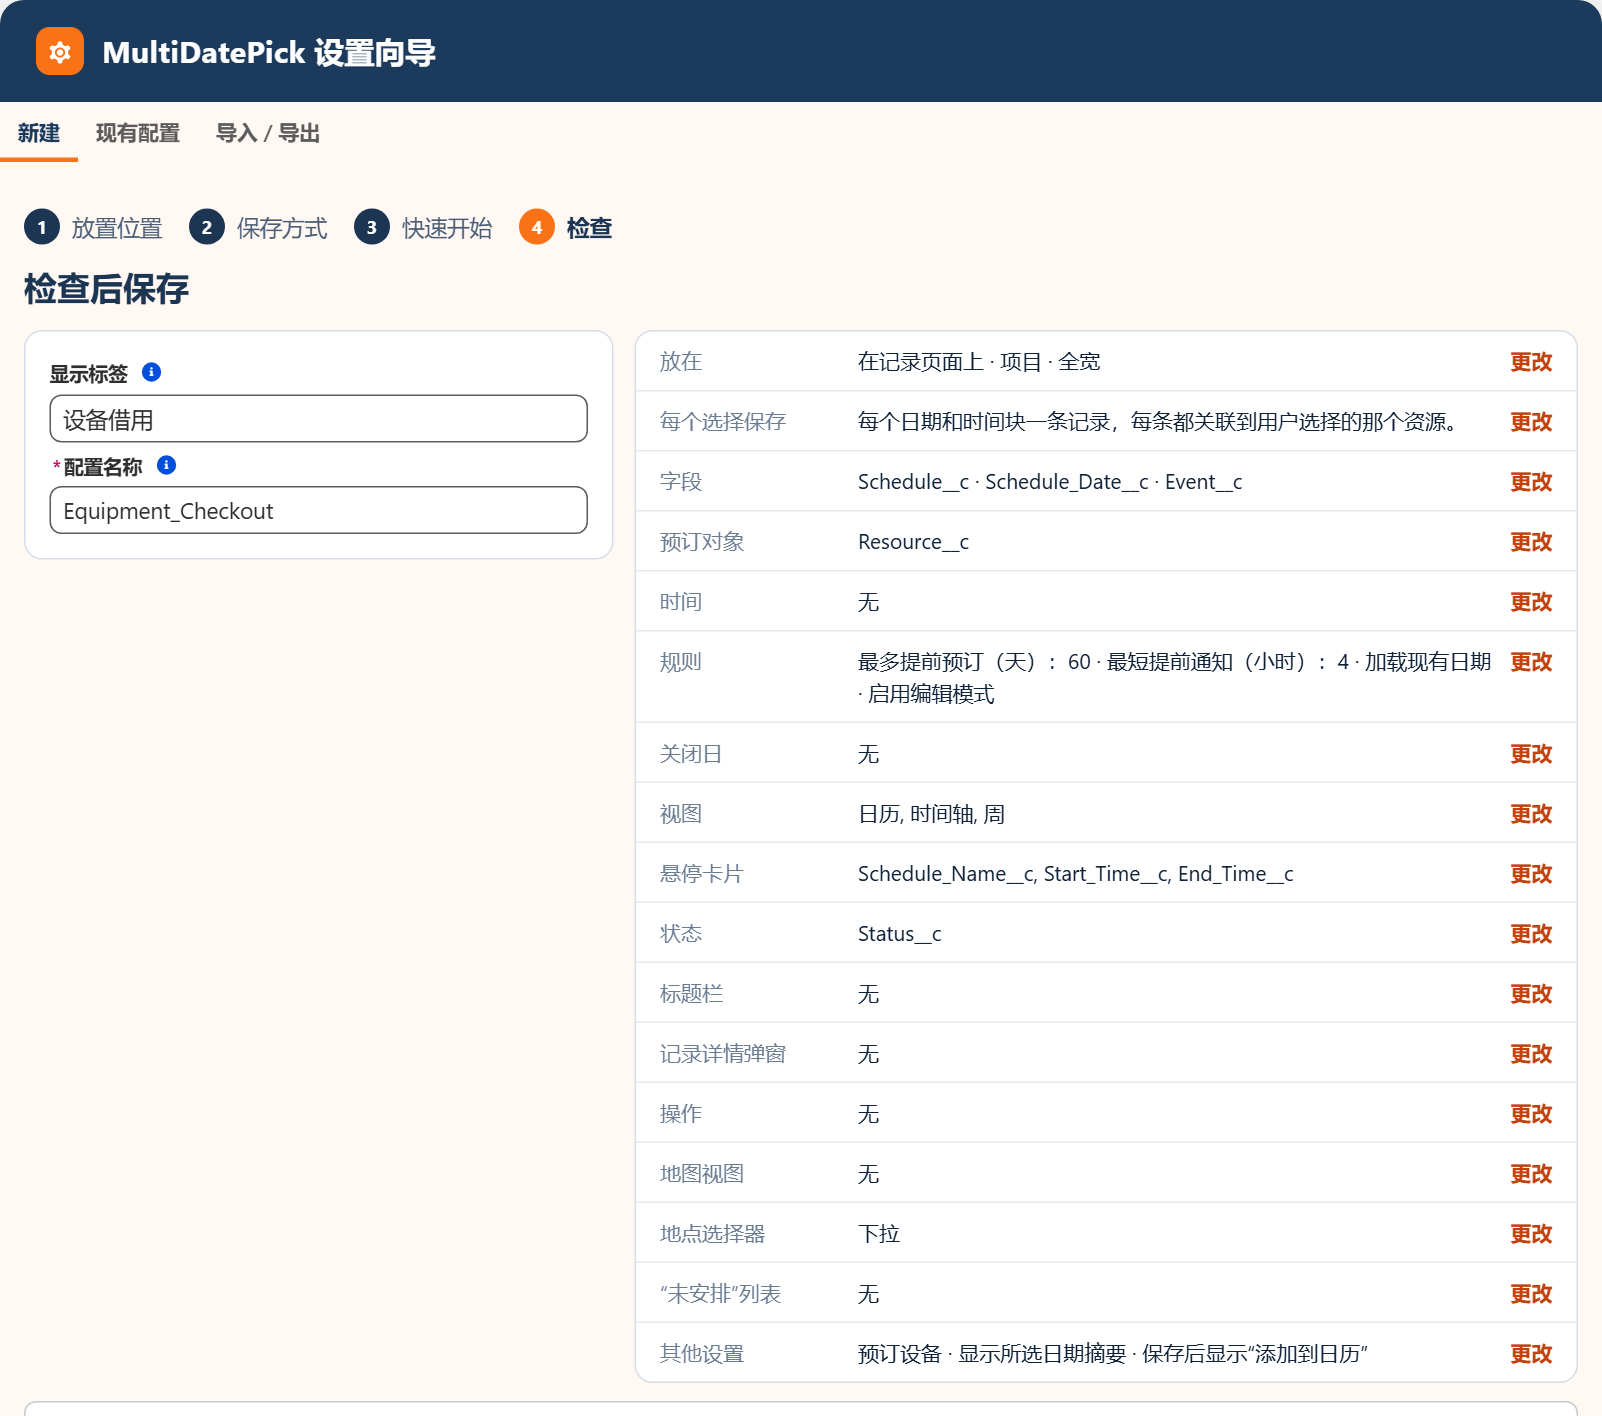 MultiDatePick 设置向导
新建 现有配置 导入 / 导出
1 放置位置 2 保存方式 3 快速开始 4 检查
检查后保存
显示标签
设备借用
*配置名称
Equipment_Checkout
放在 在记录页面上 · 项目 · 全宽 更改
每个选择保存 每个日期和时间块一条记录，每条都关联到用户选择的那个资源。 更改
字段 Schedule__c · Schedule_Date__c · Event__c 更改
预订对象 Resource__c 更改
时间 无 更改
规则 最多提前预订（天）：60 · 最短提前通知（小时）：4 · 加载现有日期 更改
· 启用编辑模式
关闭日 无 更改
视图 日历, 时间轴, 周 更改
悬停卡片 Schedule_Name__c, Start_Time__c, End_Time__c 更改
状态 Status__c 更改
标题栏 无 更改
记录详情弹窗 无 更改
操作 无 更改
地图视图 无 更改
地点选择器 下拉 更改
“未安排”列表 无 更改
其他设置 预订设备 · 显示所选日期摘要 · 保存后显示“添加到日历” 更改